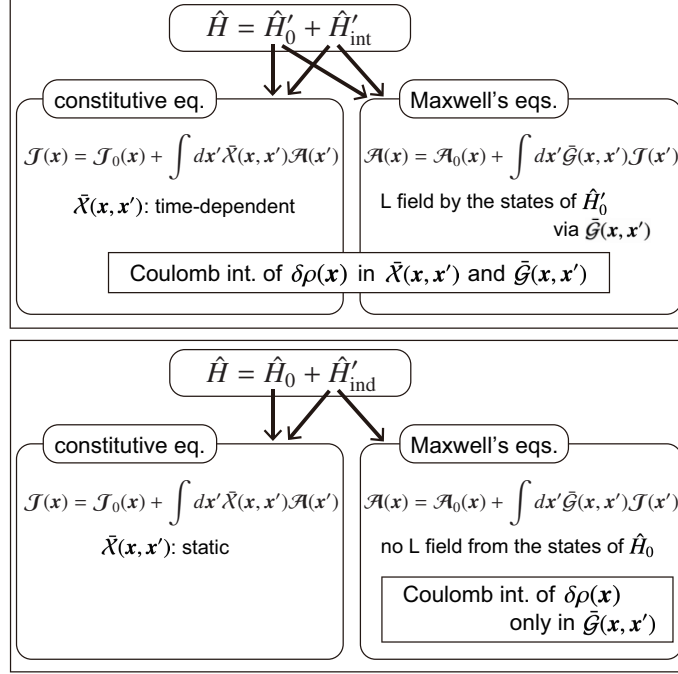 Ĥ = Ĥ′₀ + Ĥ′int
constitutive eq.
𝒥(𝒙) = 𝒥₀(𝒙) + ∫ d𝒙′ 𝒳̄(𝒙, 𝒙′)𝒜(𝒙′)
𝒳̄(𝒙, 𝒙′): time-dependent
Maxwell's eqs.
𝒜(𝒙) = 𝒜₀(𝒙) + ∫ d𝒙′ 𝒢̄(𝒙, 𝒙′)𝒥(𝒙′)
L field by the states of Ĥ′₀
via 𝒢̄(𝒙, 𝒙′)
Coulomb int. of δρ(𝒙) in 𝒳̄(𝒙, 𝒙′) and 𝒢̄(𝒙, 𝒙′)
Ĥ = Ĥ₀ + Ĥ′ind
constitutive eq.
𝒥(𝒙) = 𝒥₀(𝒙) + ∫ d𝒙′ 𝒳̄(𝒙, 𝒙′)𝒜(𝒙′)
𝒳̄(𝒙, 𝒙′): static
Maxwell's eqs.
𝒜(𝒙) = 𝒜₀(𝒙) + ∫ d𝒙′ 𝒢̄(𝒙, 𝒙′)𝒥(𝒙′)
no L field from the states of Ĥ₀
Coulomb int. of δρ(𝒙)
only in 𝒢̄(𝒙, 𝒙′)